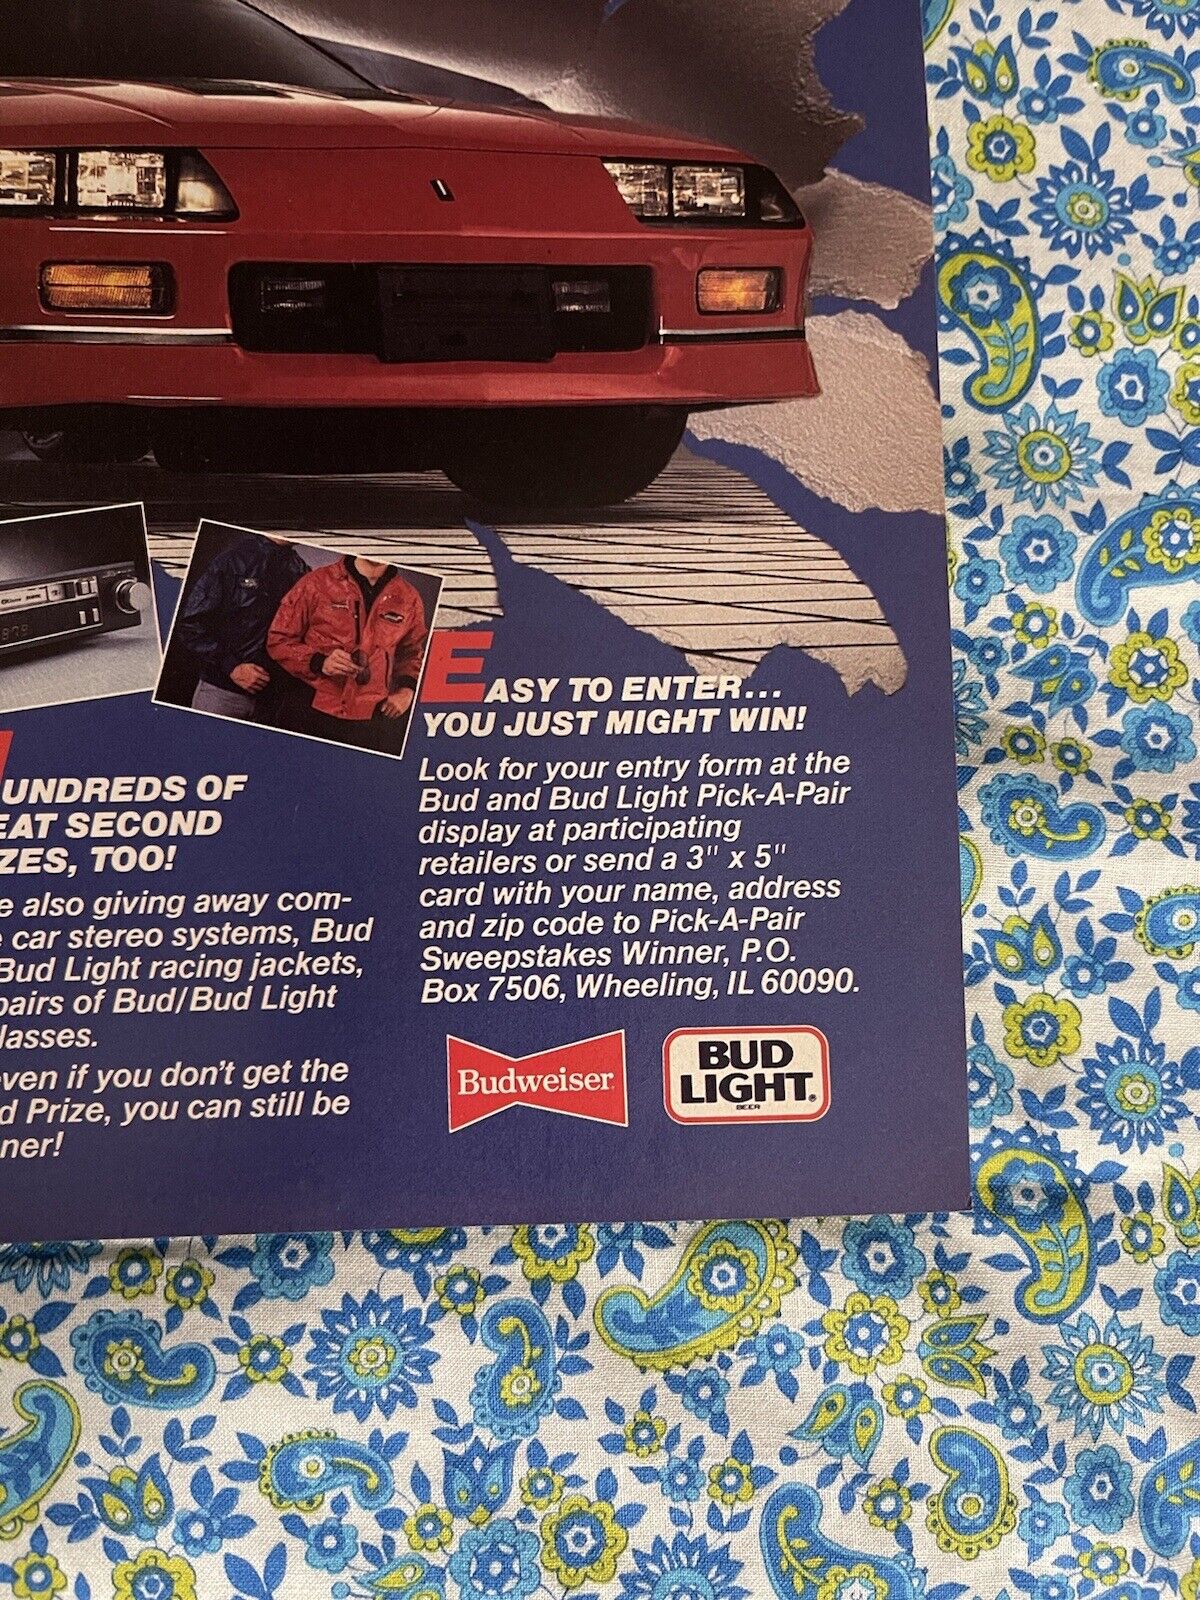 UNDREDS OF
EAT SECOND
ZES, TOO!
e also giving away com-
e car stereo systems, Bud
Bud Light racing jackets,
pairs of Bud/Bud Light
lasses.
even if you don't get the
d Prize, you can still be
ner!
EASY TO ENTER...
YOU JUST MIGHT WIN!
Look for your entry form at the
Bud and Bud Light Pick-A-Pair
display at participating
retailers or send a 3" x 5"
card with your name, address
and zip code to Pick-A-Pair
Sweepstakes Winner, P.O.
Box 7506, Wheeling, IL 60090.
Budweiser
BUD
LIGHT®
BEER